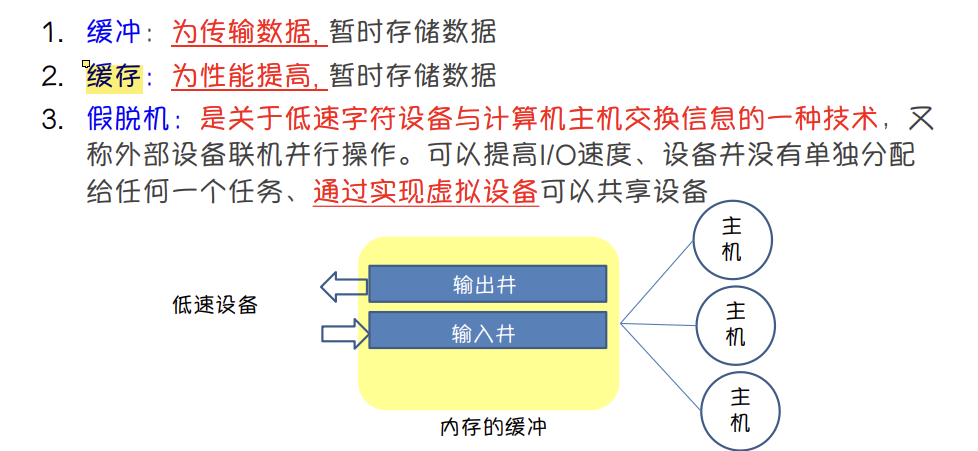 1. 缓冲：为传输数据, 暂时存储数据
2. 缓存：为性能提高, 暂时存储数据
3. 假脱机：是关于低速字符设备与计算机主机交换信息的一种技术，又
称外部设备联机并行操作。可以提高I/O速度、设备并没有单独分配
给任何一个任务、通过实现虚拟设备可以共享设备
主
机
输出井
低速设备
主
机
输入井
主
机
内存的缓冲